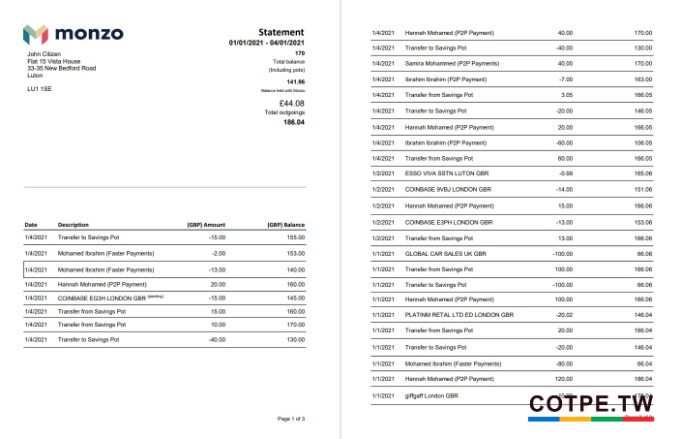 monzo
John Citizen
Flat 15 Vista House
33-35 New Bedford Road
Luton
LU1 1SE
Statement
01/01/2021 - 04/01/2021
170
Total balance
(Including pots)
141.96
Balance held with Monzo
£44.08
Total outgoings
186.04
Date Description (GBP) Amount (GBP) Balance
1/4/2021 Transfer to Savings Pot -15.00 155.00
1/4/2021 Mohamed Ibrahim (Faster Payments) -2.00 153.00
1/4/2021 Mohamed Ibrahim (Faster Payments) -13.00 140.00
1/4/2021 Hannah Mohamed (P2P Payment) 20.00 160.00
1/4/2021 COINBASE EG3H LONDON GBR (pending) -15.00 145.00
1/4/2021 Transfer from Savings Pot 15.00 160.00
1/4/2021 Transfer from Savings Pot 10.00 170.00
1/4/2021 Transfer to Savings Pot -40.00 130.00
Page 1 of 3
1/4/2021 Hannah Mohamed (P2P Payment) 40.00 170.00
1/4/2021 Transfer to Savings Pot -40.00 130.00
1/4/2021 Samira Mohammed (P2P Payments) 40.00 170.00
1/4/2021 Ibrahim Ibrahim (P2P Payment) -7.00 163.00
1/4/2021 Transfer from Savings Pot 3.05 166.05
1/4/2021 Transfer to Savings Pot -20.00 146.05
1/4/2021 Hannah Mohamed (P2P Payment) 20.00 166.05
1/4/2021 Ibrahim Ibrahim (P2P Payment) -60.00 106.05
1/4/2021 Transfer from Savings Pot 60.00 166.05
1/2/2021 ESSO VIVA SSTN LUTON GBR -0.99 165.06
1/2/2021 COINBASE 9VBJ LONDON GBR -14.00 151.06
1/2/2021 Hannah Mohamed (P2P Payment) 15.00 166.06
1/2/2021 COINBASE E3PH LONDON GBR -13.00 153.06
1/2/2021 Transfer from Savings Pot 13.00 166.06
1/1/2021 GLOBAL CAR SALES UK GBR -100.00 66.06
1/1/2021 Transfer from Savings Pot 100.00 166.06
1/1/2021 Transfer to Savings Pot -100.00 66.06
1/1/2021 Hannah Mohamed (P2P Payment) 100.00 166.06
1/1/2021 PLATINM RETAL LTD ED LONDON GBR -20.02 146.04
1/1/2021 Transfer from Savings Pot 20.00 166.04
1/1/2021 Transfer to Savings Pot -20.00 146.04
1/1/2021 Mohamed Ibrahim (Faster Payments) -80.00 66.04
1/1/2021 Hannah Mohamed (P2P Payment) 120.00 186.04
1/1/2021 giffgaff London GBR
COTPE.TW